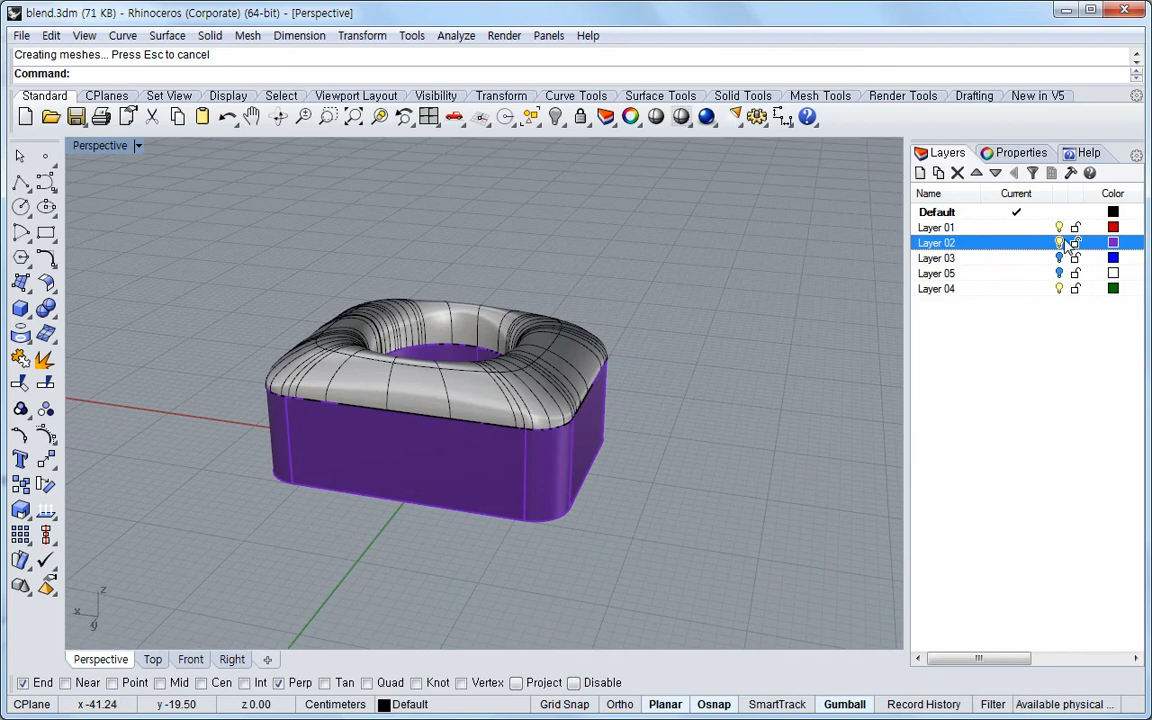 blend.3dm (71 KB) - Rhinoceros (Corporate) (64-bit) - [Perspective]
File Edit View Curve Surface Solid Mesh Dimension Transform Tools Analyze Render Panels Help
Creating meshes... Press Esc to cancel
Command:
Standard CPlanes Set View Display Select Viewport Layout Visibility Transform Curve Tools Surface Tools Solid Tools Mesh Tools Render Tools Drafting New in V5
Perspective
Layers Properties Help
Name Current Color
Default
Layer 01
Layer 02
Layer 03
Layer 05
Layer 04
z
x
y
Perspective Top Front Right
End Near Point Mid Cen Int Perp Tan Quad Knot Vertex Project Disable
CPlane x -41.24 y -19.50 z 0.00 Centimeters Default Grid Snap Ortho Planar Osnap SmartTrack Gumball Record History Filter Available physical ...